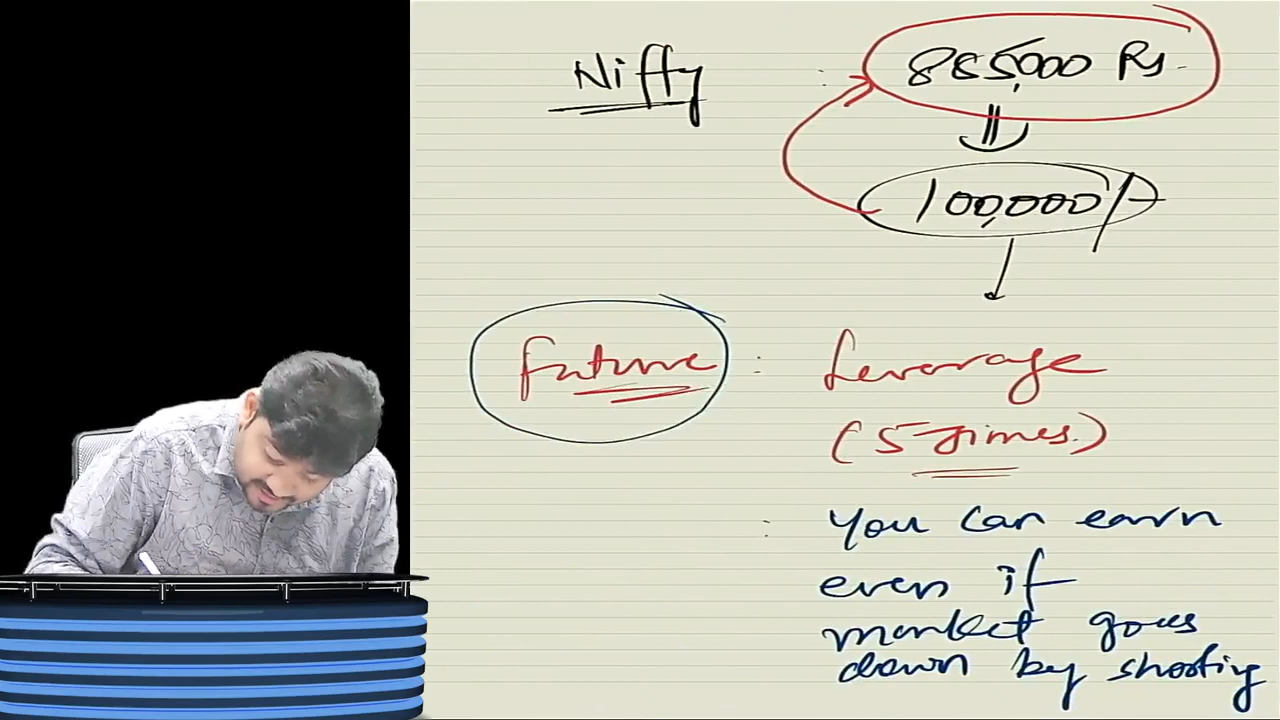 Nifty : 885,000 Rs.
100,000/-
Future : Leverage
(5 times.)
: You can earn
even if
market goes
down by shorting